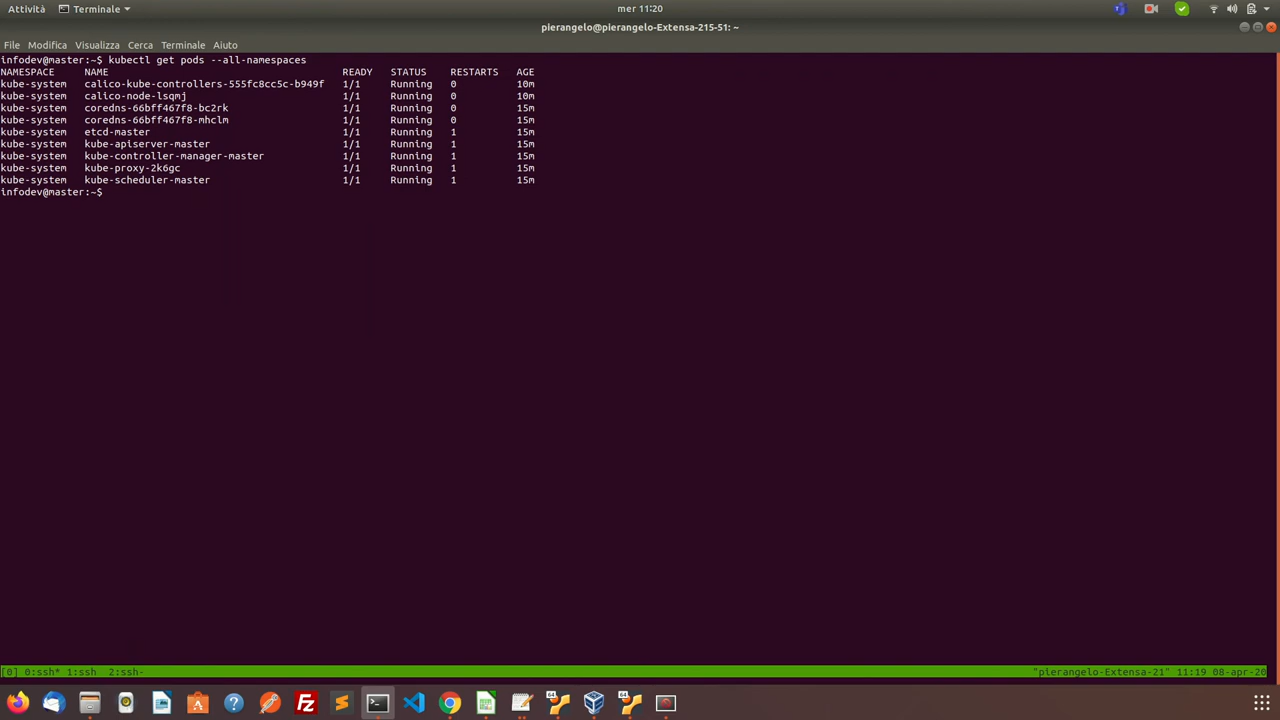 Attività Terminale mer 11:20
pierangelo@pierangelo-Extensa-215-51: ~
File Modifica Visualizza Cerca Terminale Aiuto
infodev@master:~$ kubectl get pods --all-namespaces
NAMESPACE NAME READY STATUS RESTARTS AGE
kube-system calico-kube-controllers-555fc8cc5c-b949f 1/1 Running 0 10m
kube-system calico-node-lsqmj 1/1 Running 0 10m
kube-system coredns-66bff467f8-bc2rk 1/1 Running 0 15m
kube-system coredns-66bff467f8-mhclm 1/1 Running 0 15m
kube-system etcd-master 1/1 Running 1 15m
kube-system kube-apiserver-master 1/1 Running 1 15m
kube-system kube-controller-manager-master 1/1 Running 1 15m
kube-system kube-proxy-2k6gc 1/1 Running 1 15m
kube-system kube-scheduler-master 1/1 Running 1 15m
infodev@master:~$
[0] 0:ssh* 1:ssh 2:ssh- "pierangelo-Extensa-21" 11:19 08-apr-20